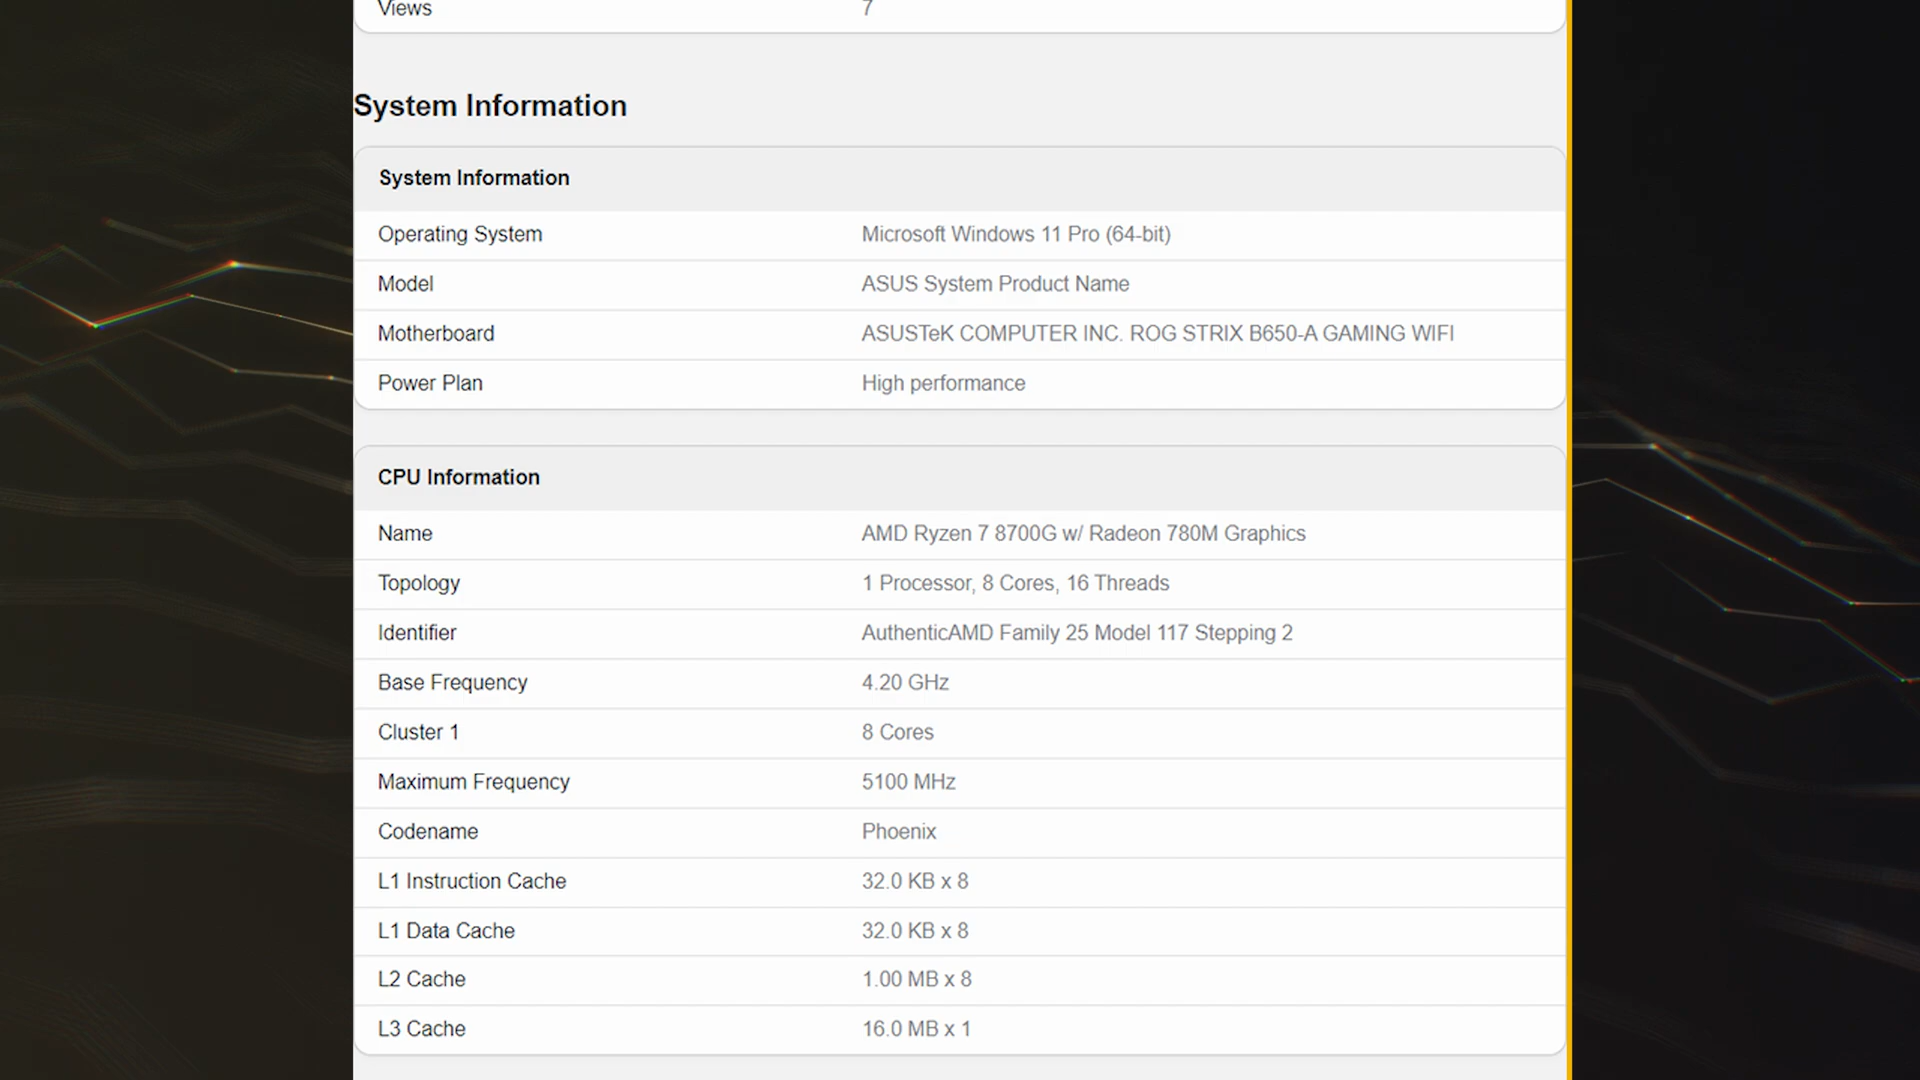 Views 7
System Information
System Information
Operating System Microsoft Windows 11 Pro (64-bit)
Model ASUS System Product Name
Motherboard ASUSTeK COMPUTER INC. ROG STRIX B650-A GAMING WIFI
Power Plan High performance
CPU Information
Name AMD Ryzen 7 8700G w/ Radeon 780M Graphics
Topology 1 Processor, 8 Cores, 16 Threads
Identifier AuthenticAMD Family 25 Model 117 Stepping 2
Base Frequency 4.20 GHz
Cluster 1 8 Cores
Maximum Frequency 5100 MHz
Codename Phoenix
L1 Instruction Cache 32.0 KB x 8
L1 Data Cache 32.0 KB x 8
L2 Cache 1.00 MB x 8
L3 Cache 16.0 MB x 1